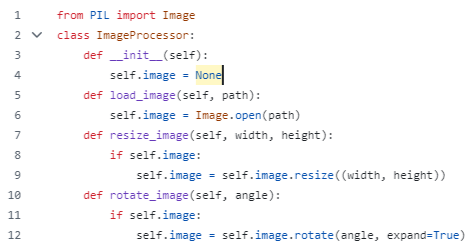 1 from PIL import Image
2 class ImageProcessor:
3     def __init__(self):
4         self.image = None
5     def load_image(self, path):
6         self.image = Image.open(path)
7     def resize_image(self, width, height):
8         if self.image:
9             self.image = self.image.resize((width, height))
10     def rotate_image(self, angle):
11         if self.image:
12             self.image = self.image.rotate(angle, expand=True)